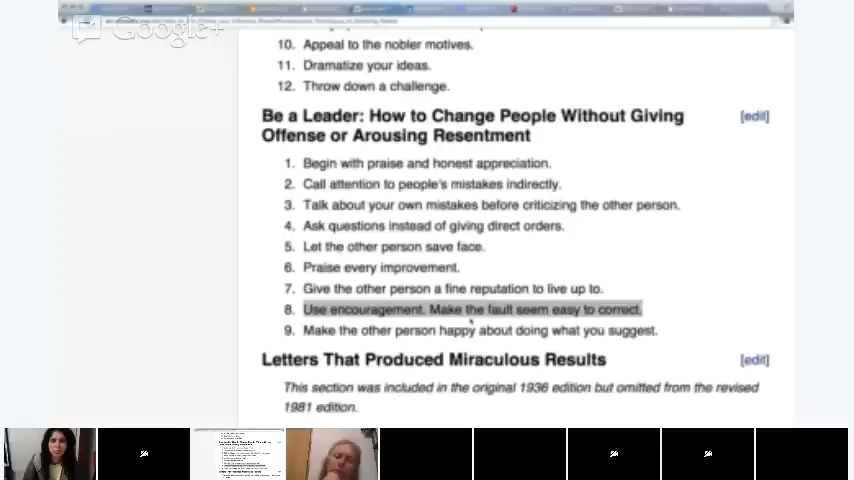 Google+
10. Appeal to the nobler motives.
11. Dramatize your ideas.
12. Throw down a challenge.
Be a Leader: How to Change People Without Giving
Offense or Arousing Resentment
[edit]
1. Begin with praise and honest appreciation.
2. Call attention to people's mistakes indirectly.
3. Talk about your own mistakes before criticizing the other person.
4. Ask questions instead of giving direct orders.
5. Let the other person save face.
6. Praise every improvement.
7. Give the other person a fine reputation to live up to.
8. Use encouragement. Make the fault seem easy to correct.
9. Make the other person happy about doing what you suggest.
Letters That Produced Miraculous Results
[edit]
This section was included in the original 1936 edition but omitted from the revised
1981 edition.